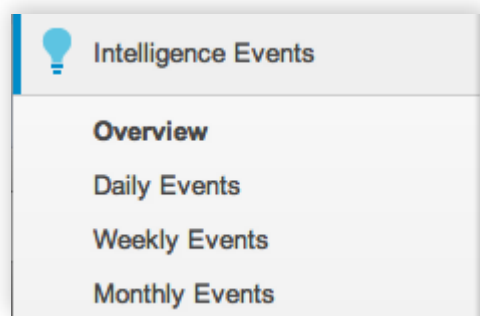 Intelligence Events
Overview
Daily Events
Weekly Events
Monthly Events